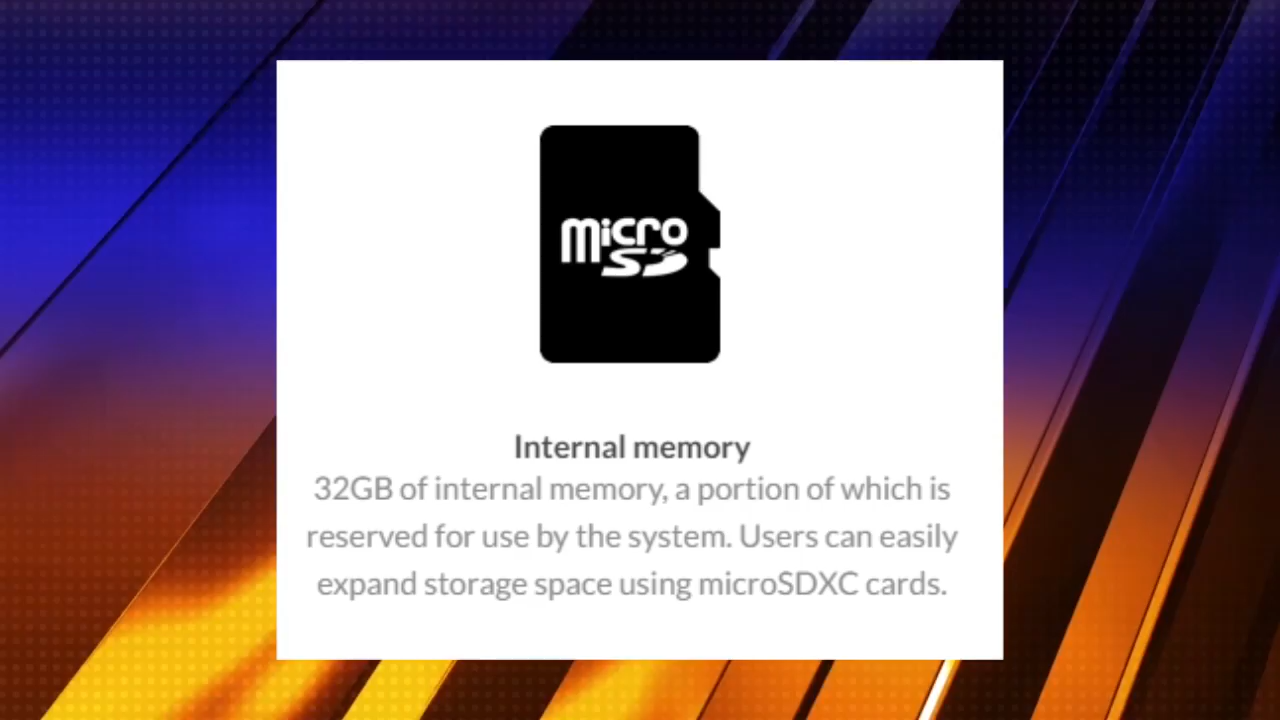 micro
SD
Internal memory
32GB of internal memory, a portion of which is
reserved for use by the system. Users can easily
expand storage space using microSDXC cards.